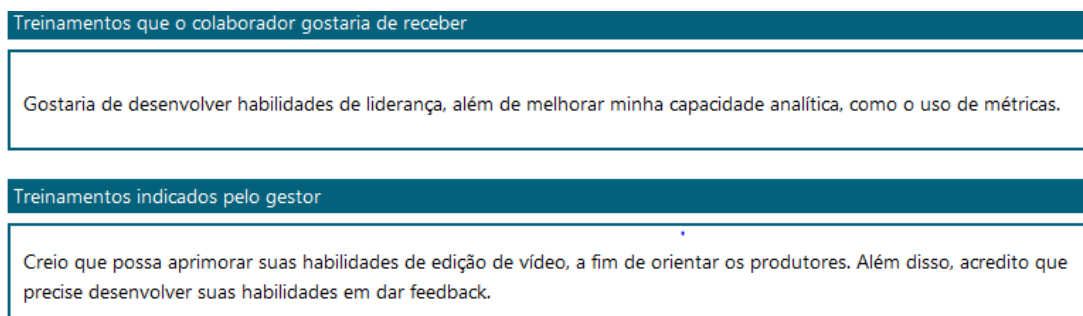 Treinamentos que o colaborador gostaria de receber
Gostaria de desenvolver habilidades de liderança, além de melhorar minha capacidade analítica, como o uso de métricas.
Treinamentos indicados pelo gestor
Creio que possa aprimorar suas habilidades de edição de vídeo, a fim de orientar os produtores. Além disso, acredito que
precise desenvolver suas habilidades em dar feedback.